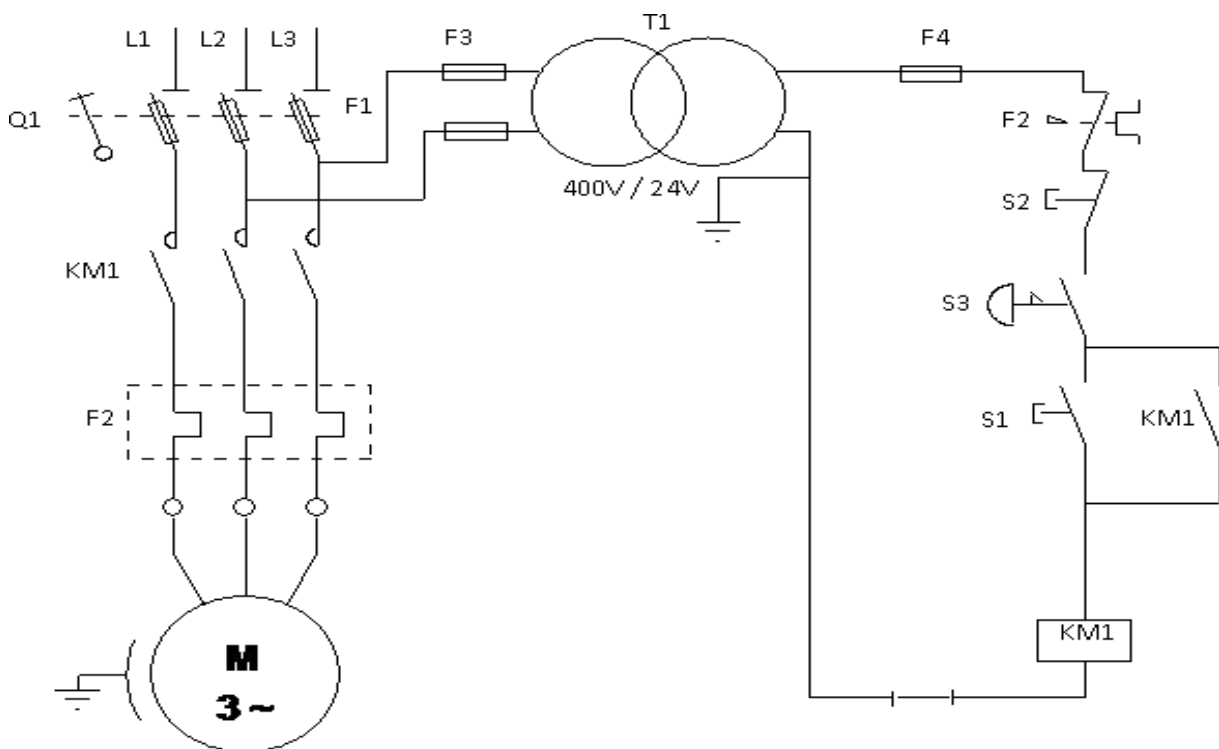 T1
L1 L2 L3 F3 F4
Q1 F1 F2
400V / 24V
S2
KM1
S3
F2 S1 KM1
KM1
M
3 ~